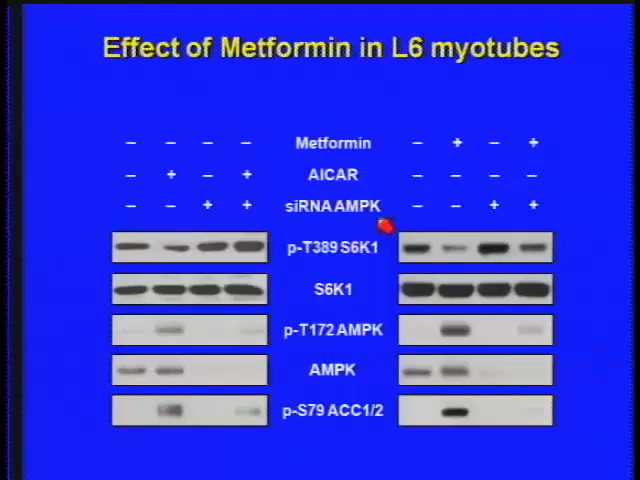 Effect of Metformin in L6 myotubes
– – – – Metformin – + – +
– + – + AICAR – – – –
– – + + siRNA AMPK – – + +
p-T389 S6K1
S6K1
p-T172 AMPK
AMPK
p-S79 ACC1/2